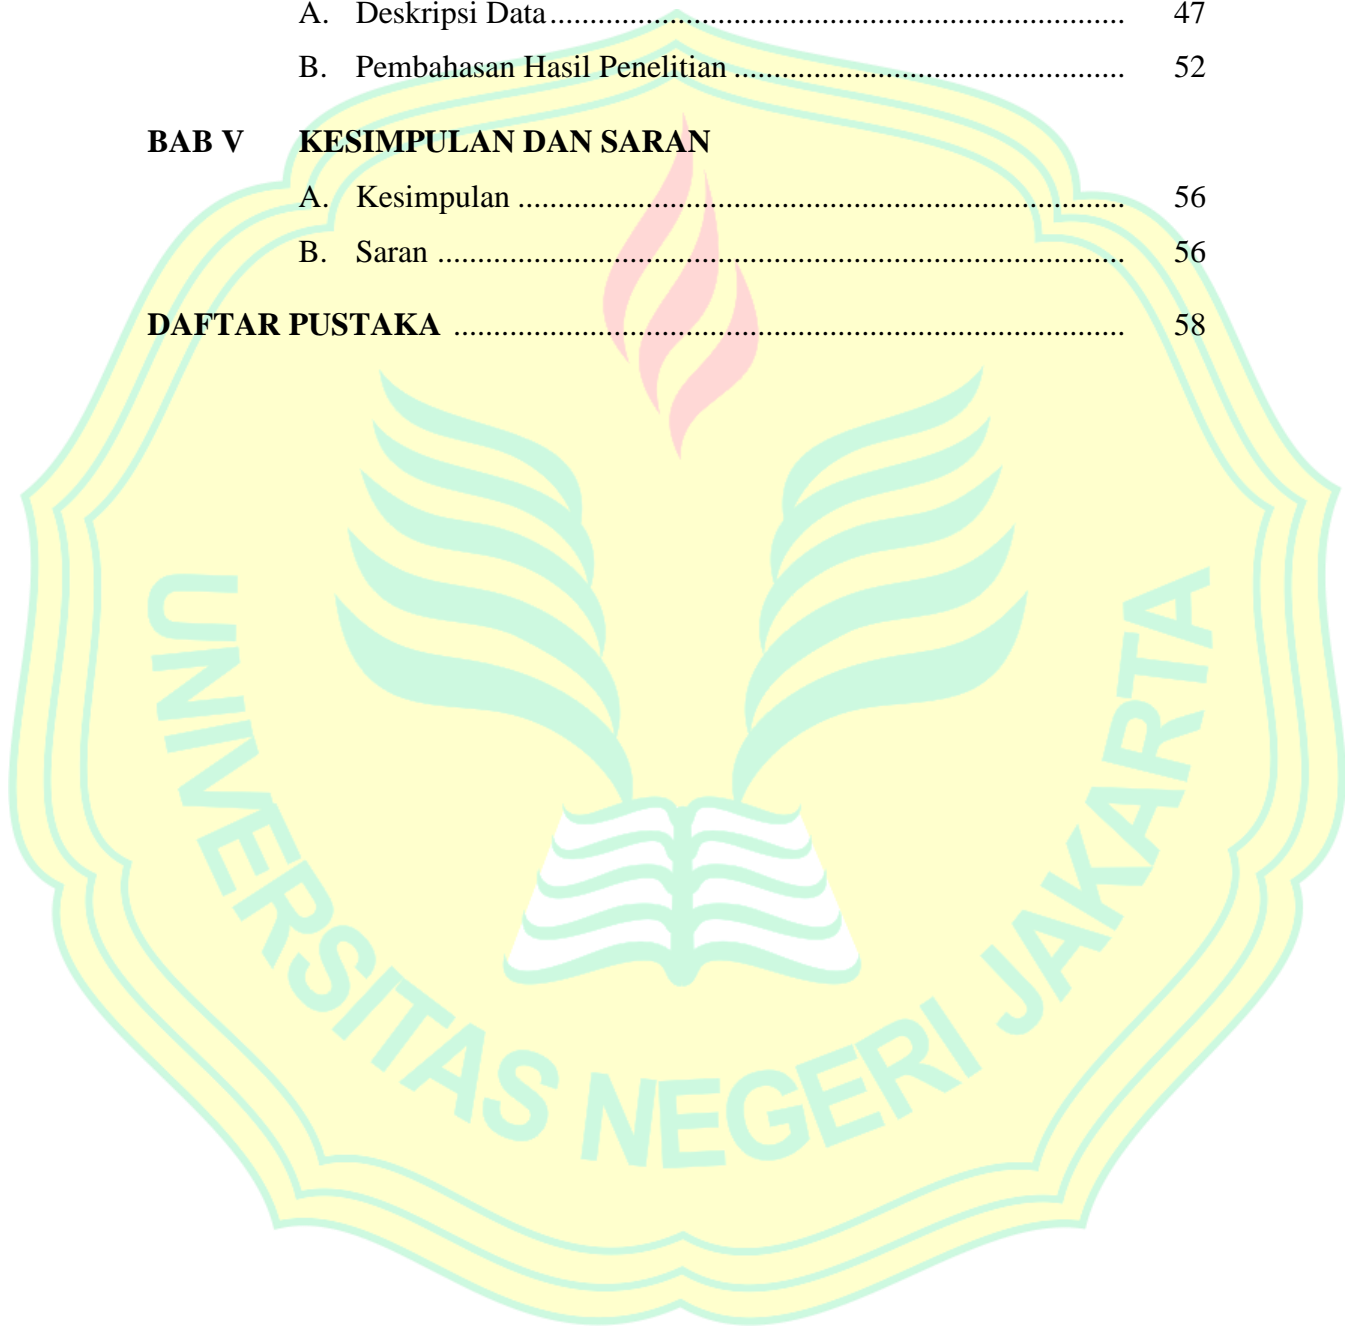 A. Deskripsi Data........................................................................ 47
B. Pembahasan Hasil Penelitian ................................................. 52
BAB V KESIMPULAN DAN SARAN
A. Kesimpulan ............................................................................ 56
B. Saran ...................................................................................... 56
DAFTAR PUSTAKA .................................................................................... 58
UNIVERSITAS NEGERI JAKARTA